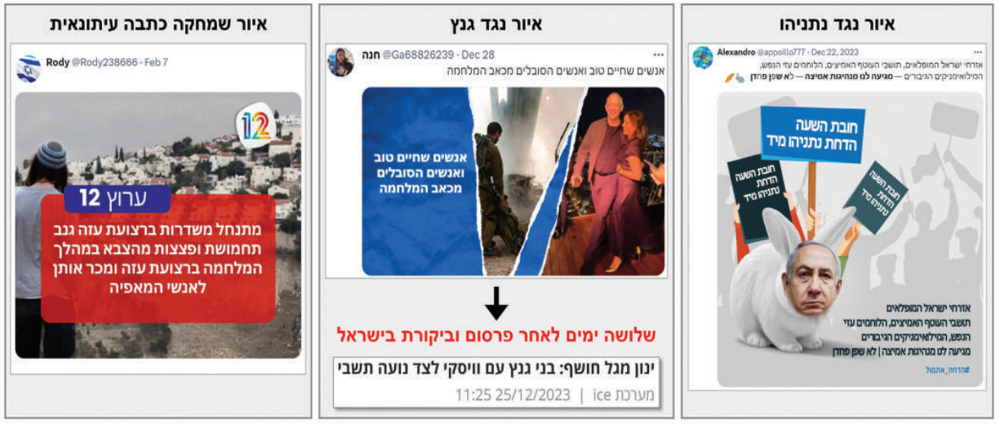 איור נגד נתניהו
Alexandro @appoillo777 · Dec 22, 2023
אזרחי ישראל המופלאים, תושבי העוטף האמיצים, הלוחמים עזי הנפש,
המילואימניקים הגיבורים — מגיעה לנו מנהיגות אמיצה — לא שפן פחדן
חובת השעה
הדחת נתניהו מיד
חובת השעה
הדחת
נתניהו מיד
חובת השעה
הדחת
נתניהו מיד
אזרחי ישראל המופלאים
תושבי העוטף האמיצים, הלוחמים עזי
הנפש, המילואימניקים הגיבורים
מגיעה לנו מנהיגות אמיצה | לא שפן פחדן
#הדחה_אתמול
איור נגד גנץ
חנה @Ga68826239 · Dec 28
אנשים שחיים טוב ואנשים הסובלים מכאב המלחמה
אנשים שחיים טוב
ואנשים הסובלים
מכאב המלחמה
שלושה ימים לאחר פרסום וביקורת בישראל
ינון מגל חושף: בני גנץ עם וויסקי לצד נועה תשבי
מערכת ice | 25/12/2023 11:25
איור שמחקה כתבה עיתונאית
Rody @Rody238666 · Feb 7
12
ערוץ 12
מתנחל משדרות ברצועת עזה גנב
תחמושת ופצצות מהצבא במהלך
המלחמה ברצועת עזה ומכר אותן
לאנשי המאפיה